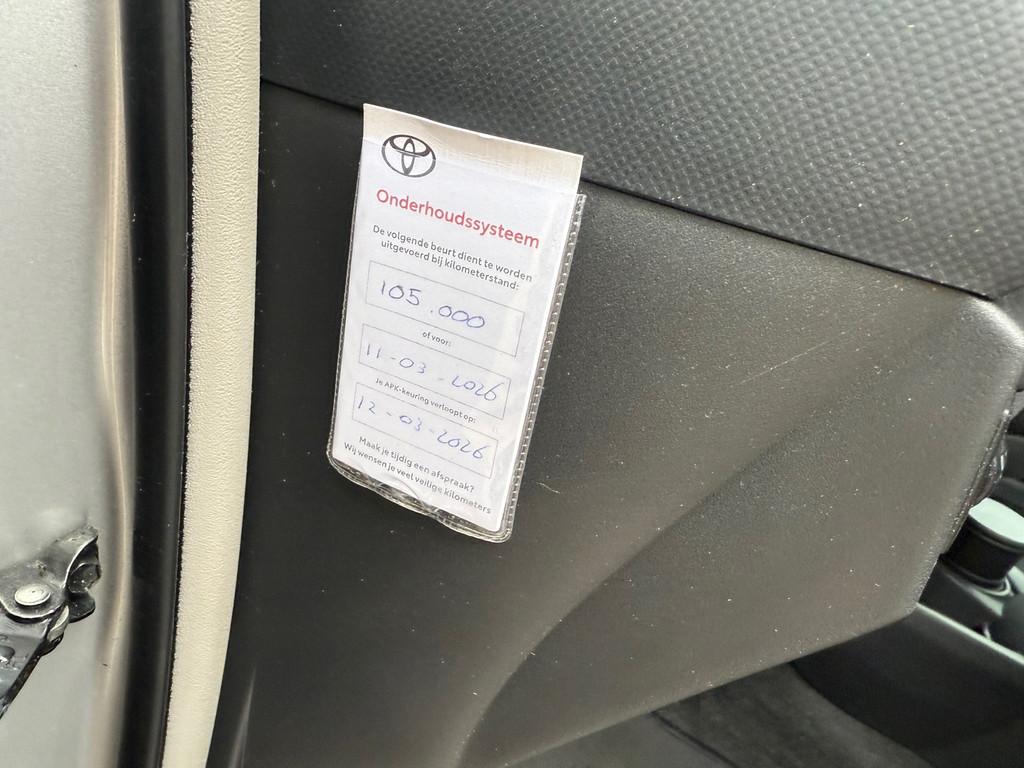 Onderhoudssysteem
De volgende beurt dient te worden
uitgevoerd bij kilometerstand:
105.000
of voor:
11-03-2026
Je APK-keuring verloopt op:
12-03-2026
Maak je tijdig een afspraak?
Wij wensen je veel veilige kilometers